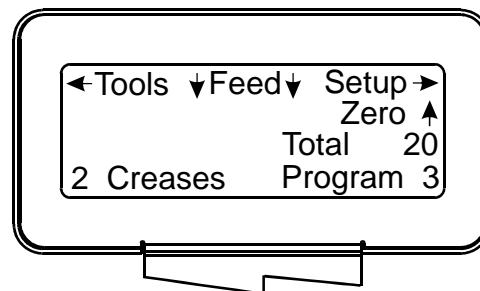 ←Tools ↓Feed↓ Setup→
Zero ↑
Total 20
2 Creases Program 3